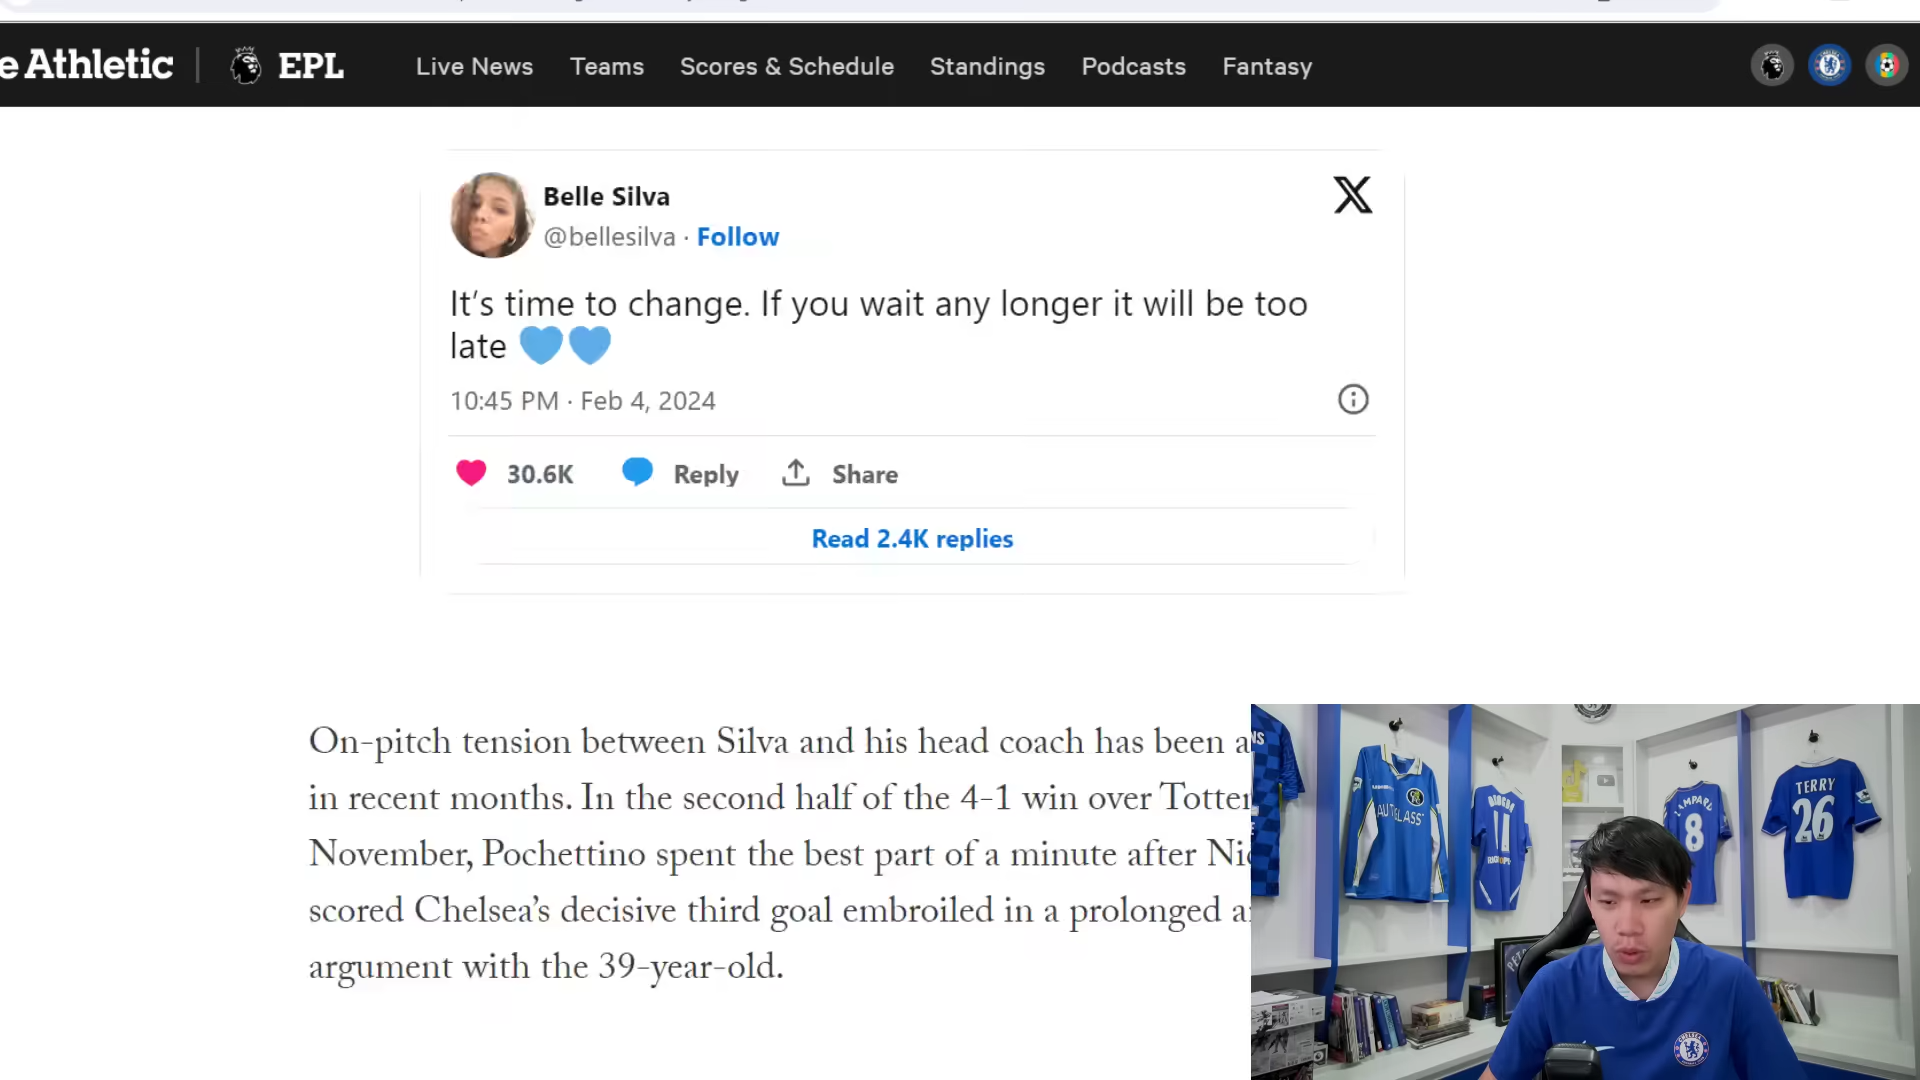 e Athletic
EPL
Live News
Teams
Scores & Schedule
Standings
Podcasts
Fantasy
Belle Silva
@bellesilva · Follow
It's time to change. If you wait any longer it will be too
late 💙💙
10:45 PM · Feb 4, 2024
30.6K
Reply
Share
Read 2.4K replies
On-pitch tension between Silva and his head coach has been a
in recent months. In the second half of the 4-1 win over Totten
November, Pochettino spent the best part of a minute after Nic
scored Chelsea's decisive third goal embroiled in a prolonged a
argument with the 39-year-old.
TERRY
26
8
11